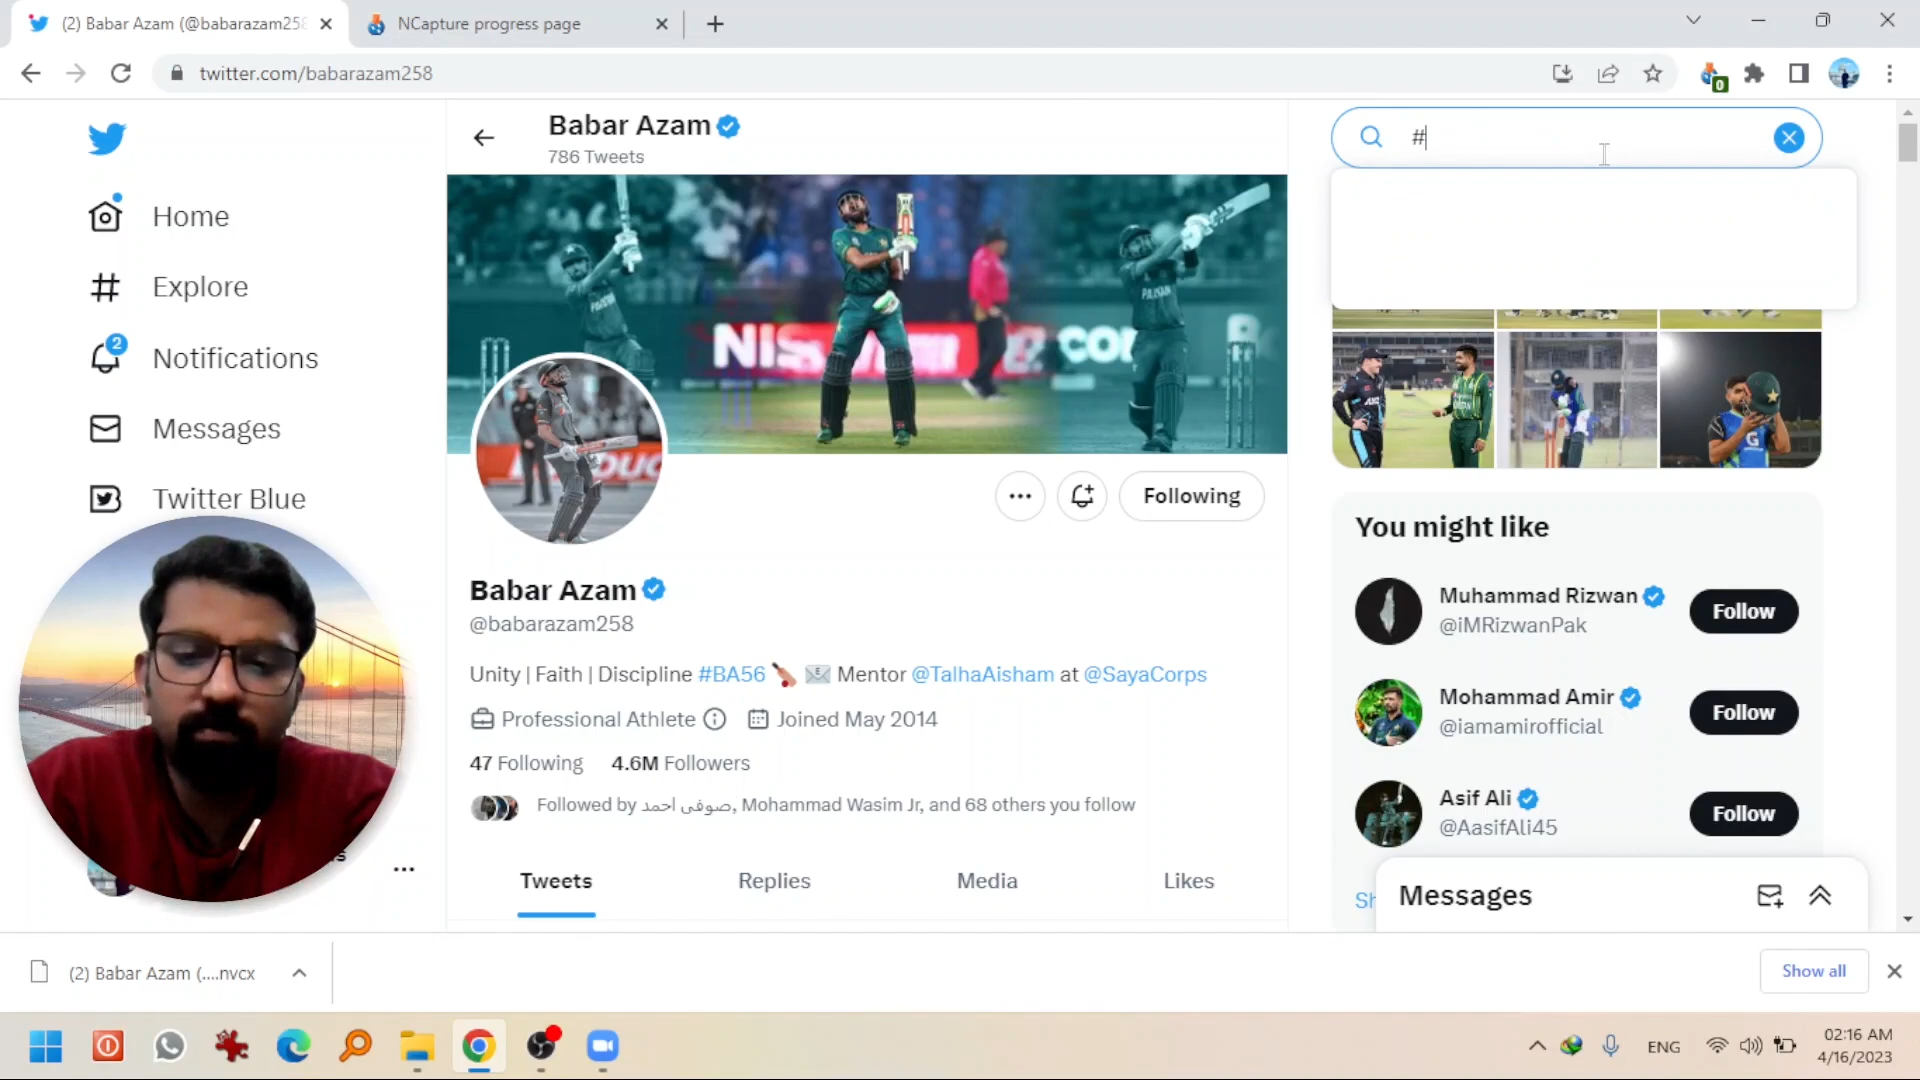 (2) Babar Azam (@babarazam258
NCapture progress page
twitter.com/babarazam258
0
Babar Azam
786 Tweets
#
Home
Explore
2
Notifications
Messages
Twitter Blue
PAKISTAN
Following
Babar Azam
@babarazam258
Unity | Faith | Discipline #BA56 Mentor @TalhaAisham at @SayaCorps
Professional Athlete Joined May 2014
47 Following 4.6M Followers
Followed by صوفی احمد, Mohammad Wasim Jr, and 68 others you follow
Tweets Replies Media Likes
You might like
Muhammad Rizwan
@iMRizwanPak
Follow
Mohammad Amir
@iamamirofficial
Follow
Asif Ali
@AasifAli45
Follow
Messages
(2) Babar Azam (....nvcx
Show all
ENG
02:16 AM
4/16/2023